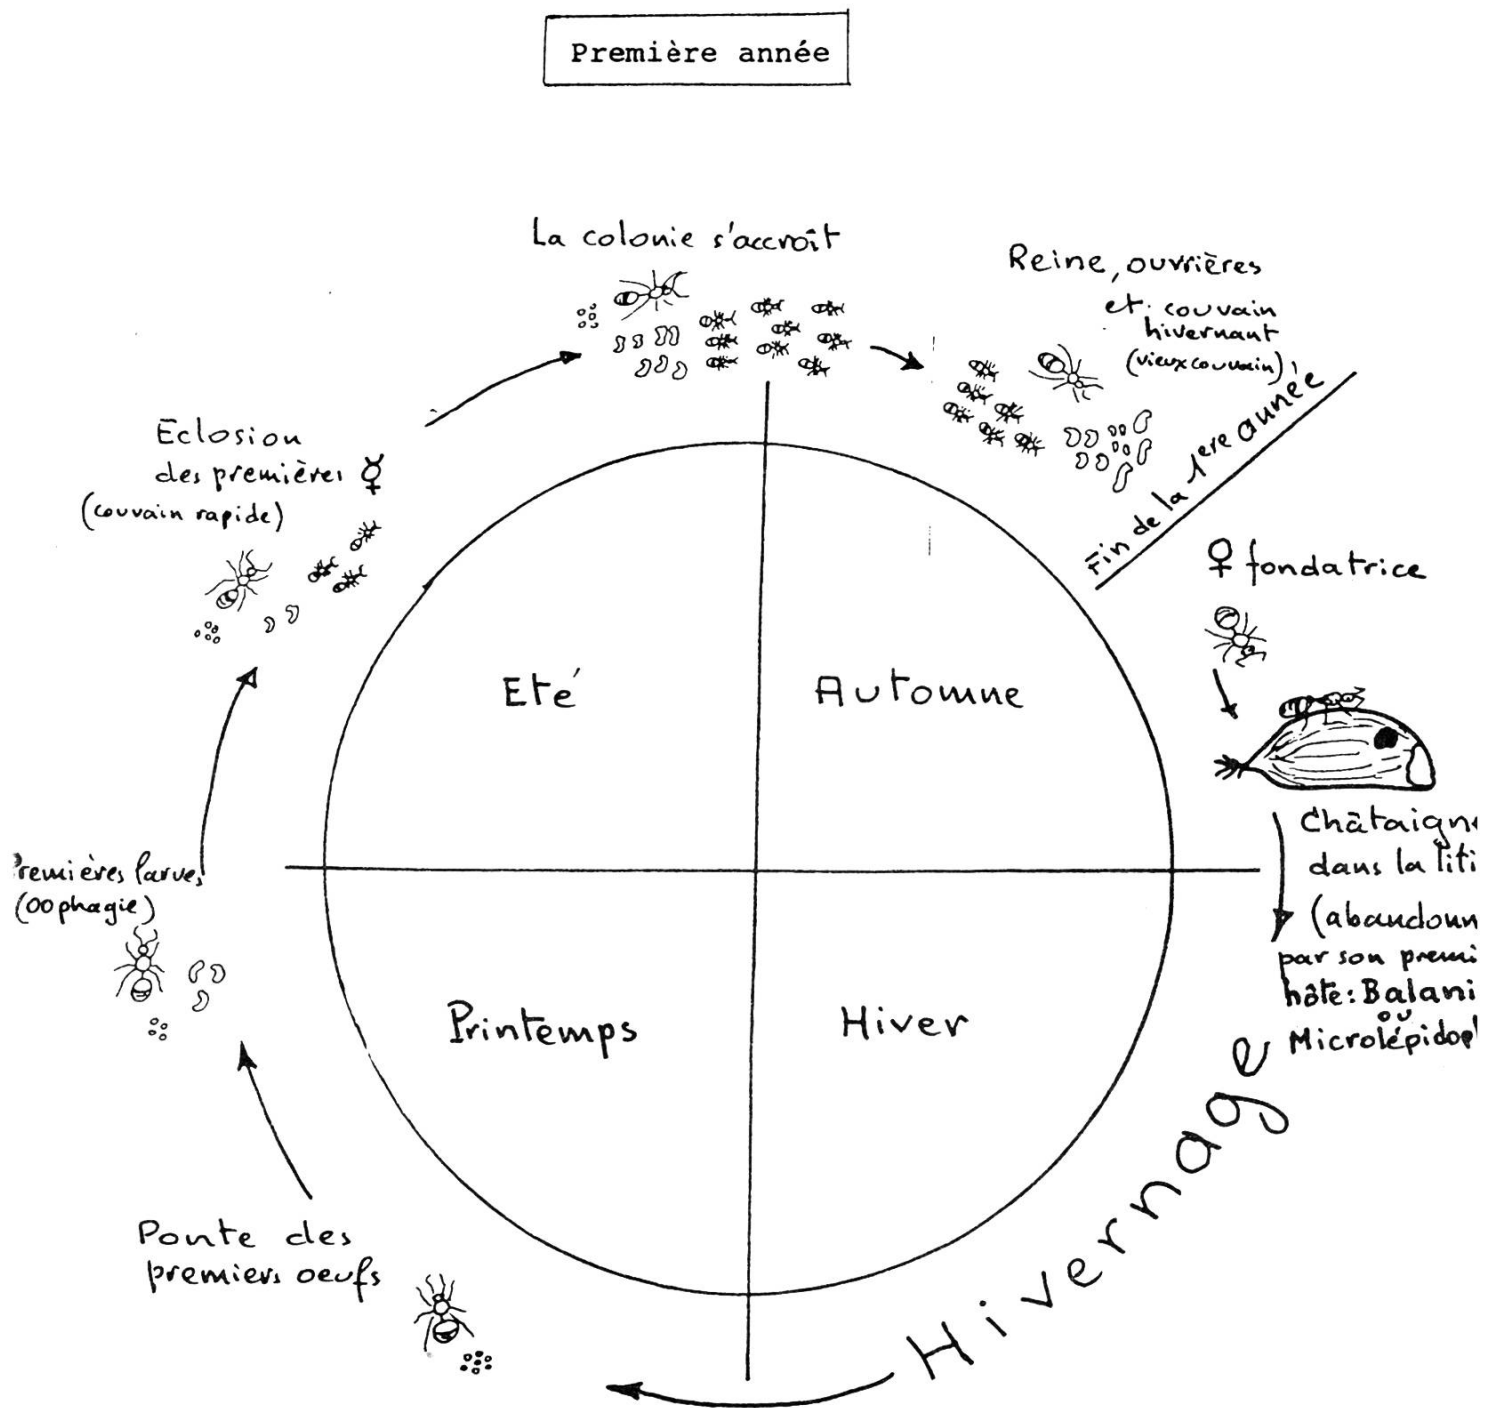 Première année
La colonie s'accroît
Reine, ouvrières
et couvain
hivernant
(vieux couvain)
Fin de la 1ere année
♀ fondatrice
Eclosion
des premières ☿
(couvain rapide)
Eté
Automne
Châtaign
dans la liti
(abandonn
par son premi
hôte: Balani
ou
Microlépidop
Premières larves
(oophagie)
Printemps
Hiver
Hivernage
Ponte des
premiers oeufs